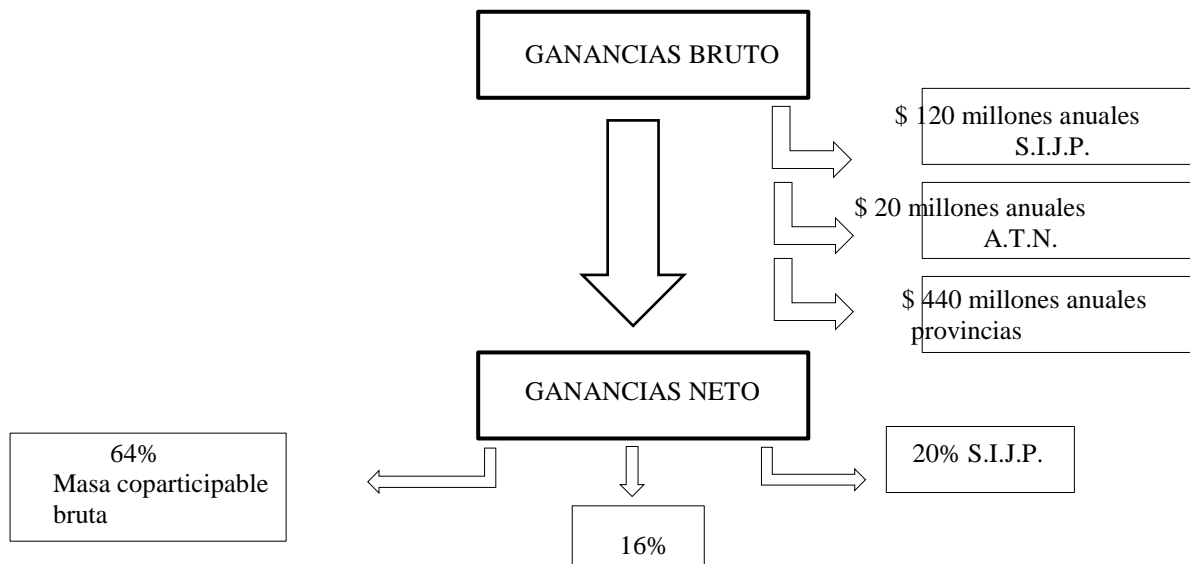 GANANCIAS BRUTO
$ 120 millones anuales
S.I.J.P.
$ 20 millones anuales
A.T.N.
$ 440 millones anuales
provincias
GANANCIAS NETO
64%
Masa coparticipable
bruta
20% S.I.J.P.
16%